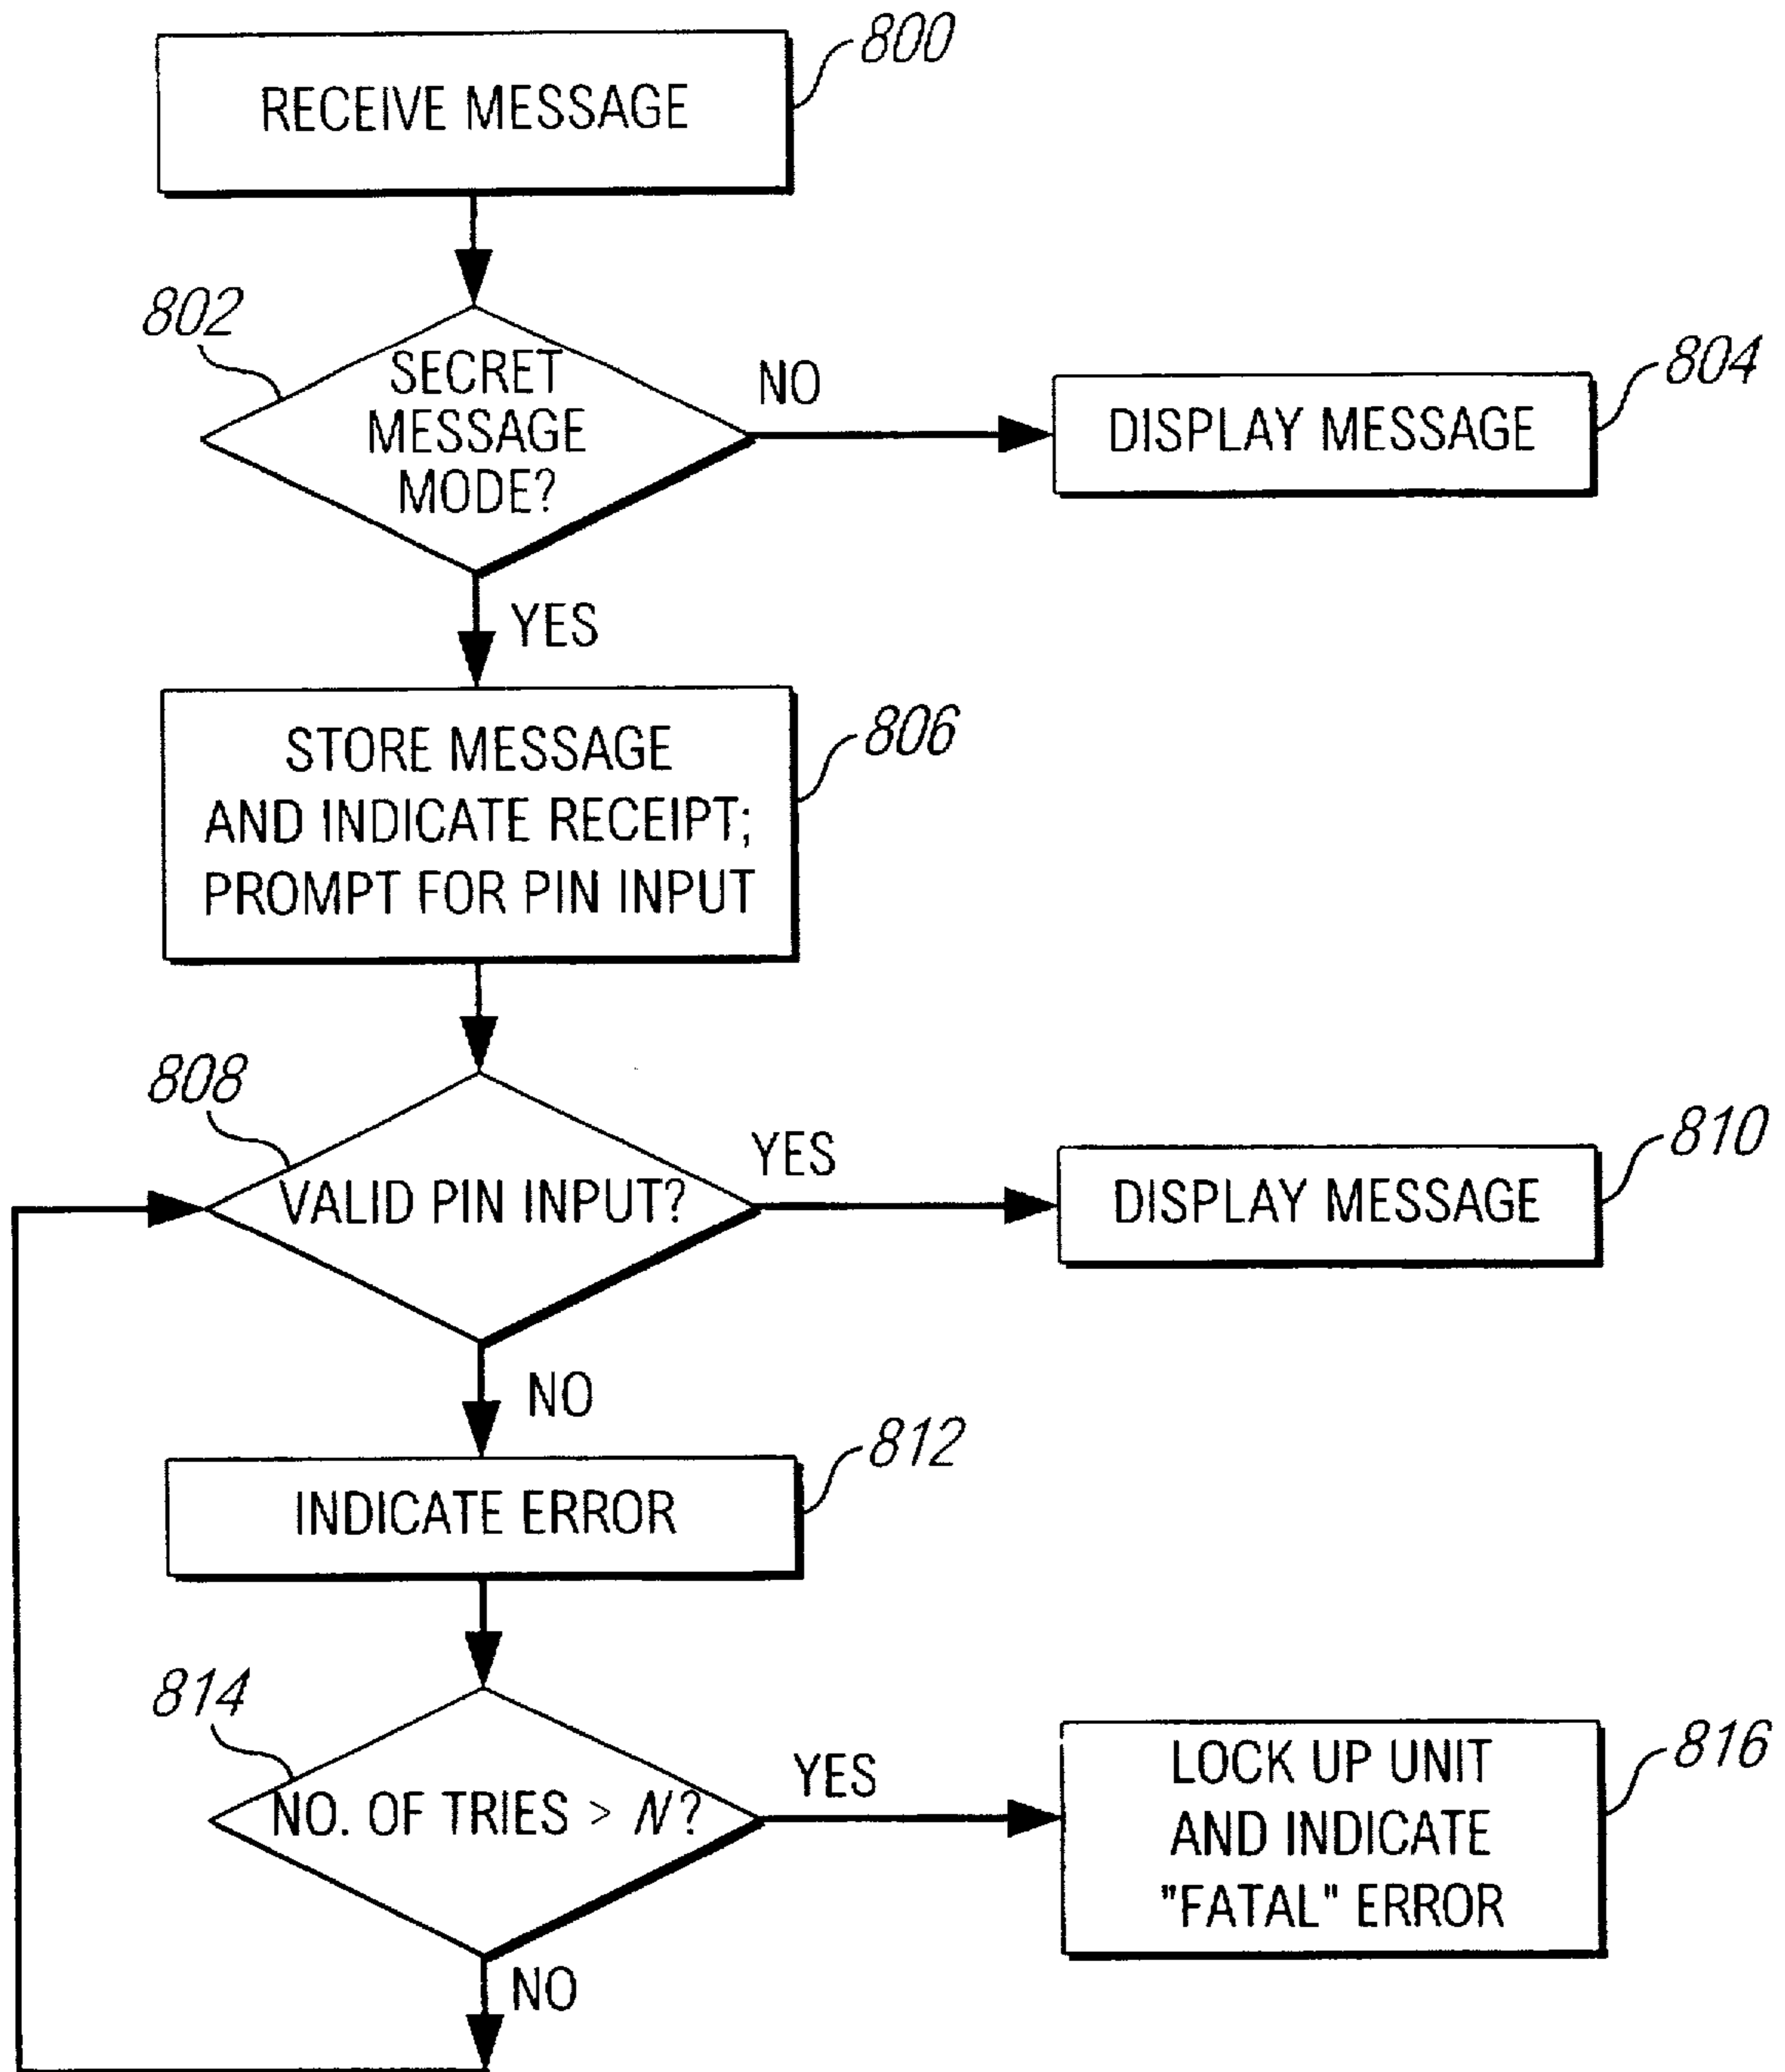 RECEIVE MESSAGE
800
802
SECRET
MESSAGE
MODE?
NO
DISPLAY MESSAGE
804
YES
STORE MESSAGE
AND INDICATE RECEIPT;
PROMPT FOR PIN INPUT
806
808
VALID PIN INPUT?
YES
DISPLAY MESSAGE
810
NO
INDICATE ERROR
812
814
NO. OF TRIES > N?
YES
LOCK UP UNIT
AND INDICATE
"FATAL" ERROR
816
NO